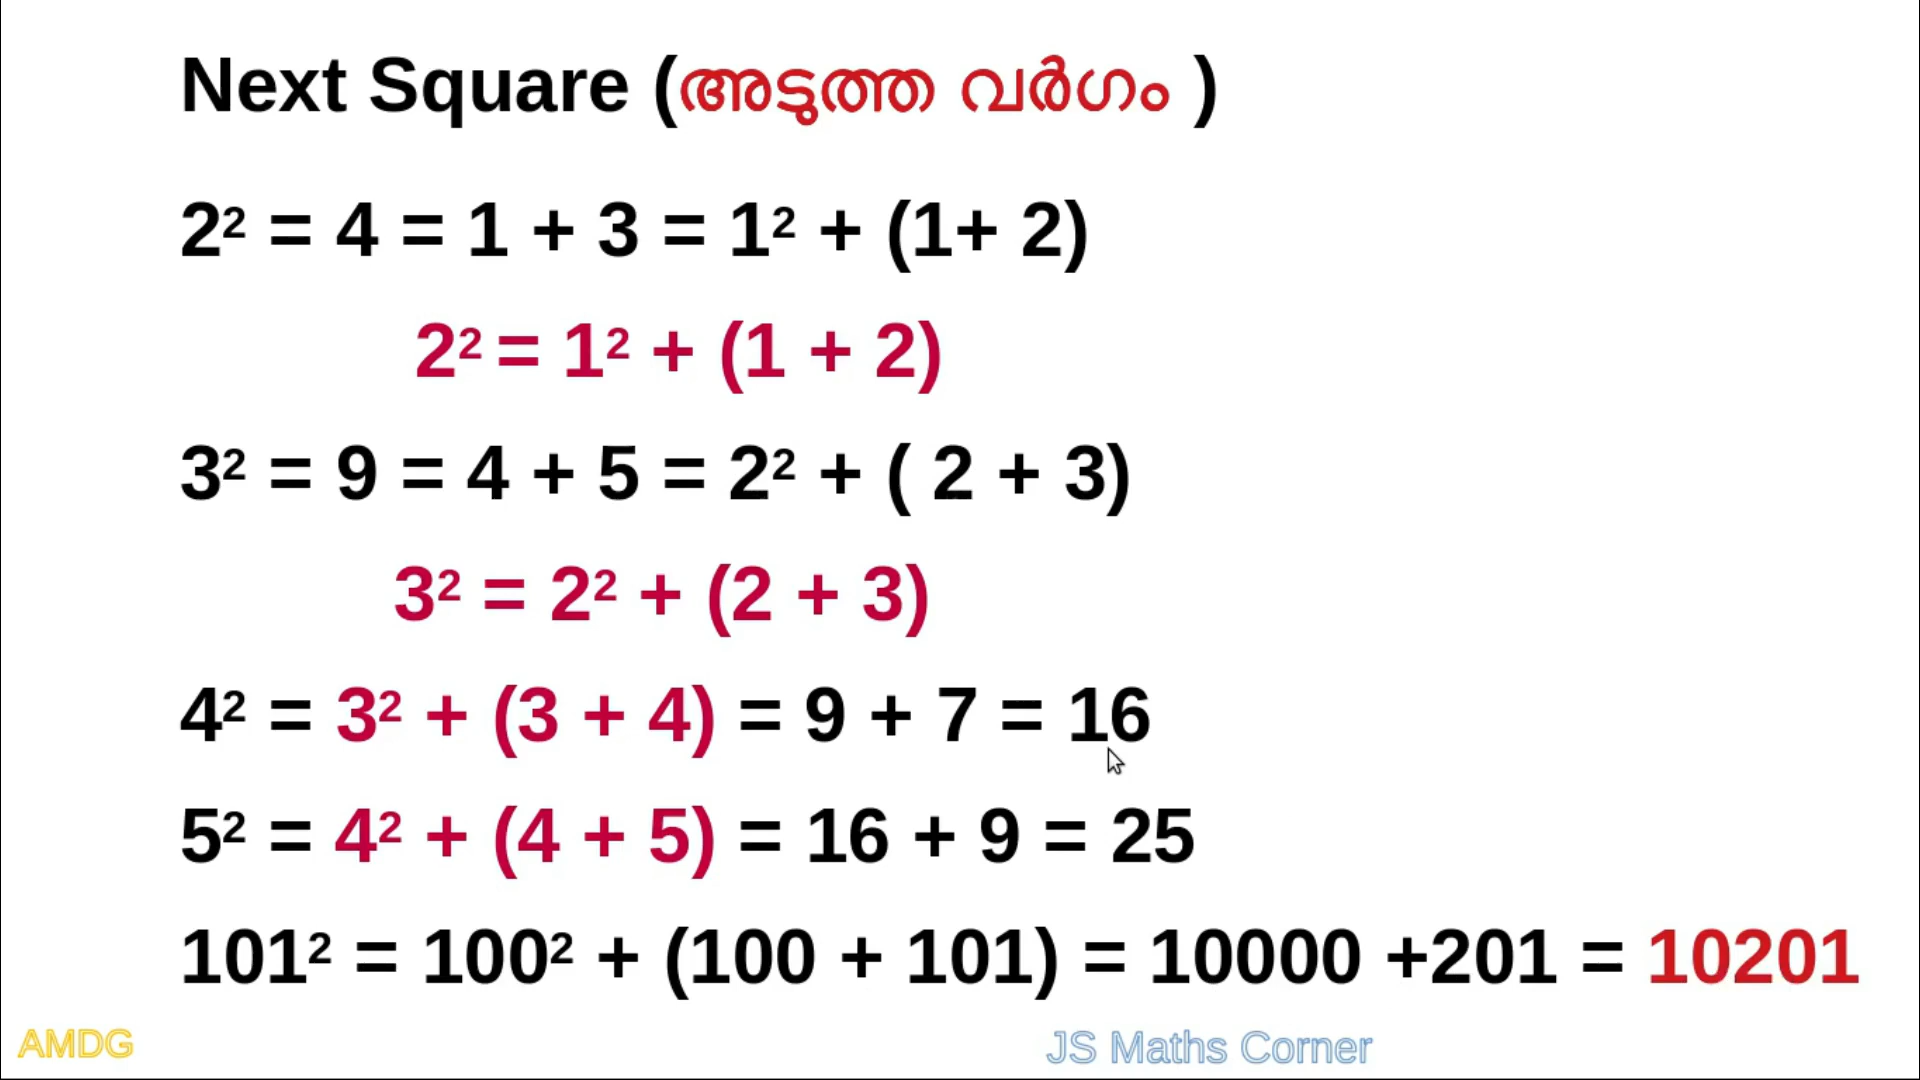 Next Square (അടുത്ത വർഗം )
2² = 4 = 1 + 3 = 1² + (1+ 2)
2² = 1² + (1 + 2)
3² = 9 = 4 + 5 = 2² + ( 2 + 3)
3² = 2² + (2 + 3)
4² = 3² + (3 + 4) = 9 + 7 = 16
5² = 4² + (4 + 5) = 16 + 9 = 25
101² = 100² + (100 + 101) = 10000 +201 = 10201
AMDG
JS Maths Corner